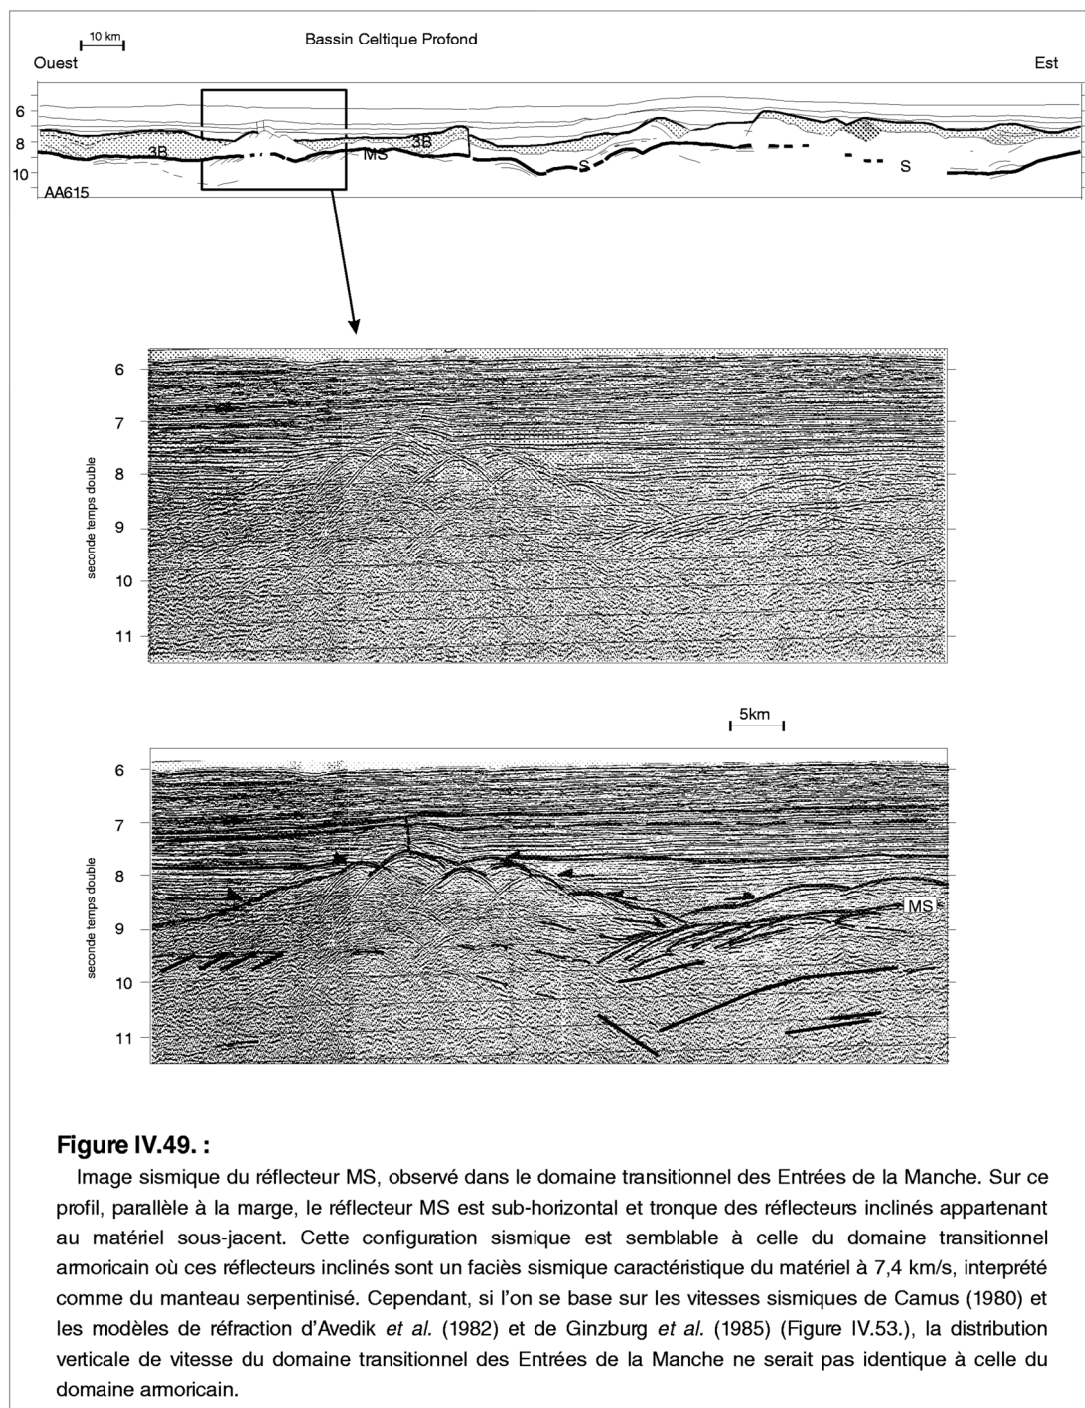 10 km
Bassin Celtique Profond
Ouest
Est
6
8
10
3B
MS
3B
S
S
AA615
6
7
8
9
10
11
seconde temps double
5km
6
7
8
9
10
11
seconde temps double
MS
Figure IV.49. :
Image sismique du réflecteur MS, observé dans le domaine transitionnel des Entrées de la Manche. Sur ce
profil, parallèle à la marge, le réflecteur MS est sub-horizontal et tronque des réflecteurs inclinés appartenant
au matériel sous-jacent. Cette configuration sismique est semblable à celle du domaine transitionnel
armoricain où ces réflecteurs inclinés sont un faciès sismique caractéristique du matériel à 7,4 km/s, interprété
comme du manteau serpentinisé. Cependant, si l'on se base sur les vitesses sismiques de Camus (1980) et
les modèles de réfraction d'Avedik et al. (1982) et de Ginzburg et al. (1985) (Figure IV.53.), la distribution
verticale de vitesse du domaine transitionnel des Entrées de la Manche ne serait pas identique à celle du
domaine armoricain.